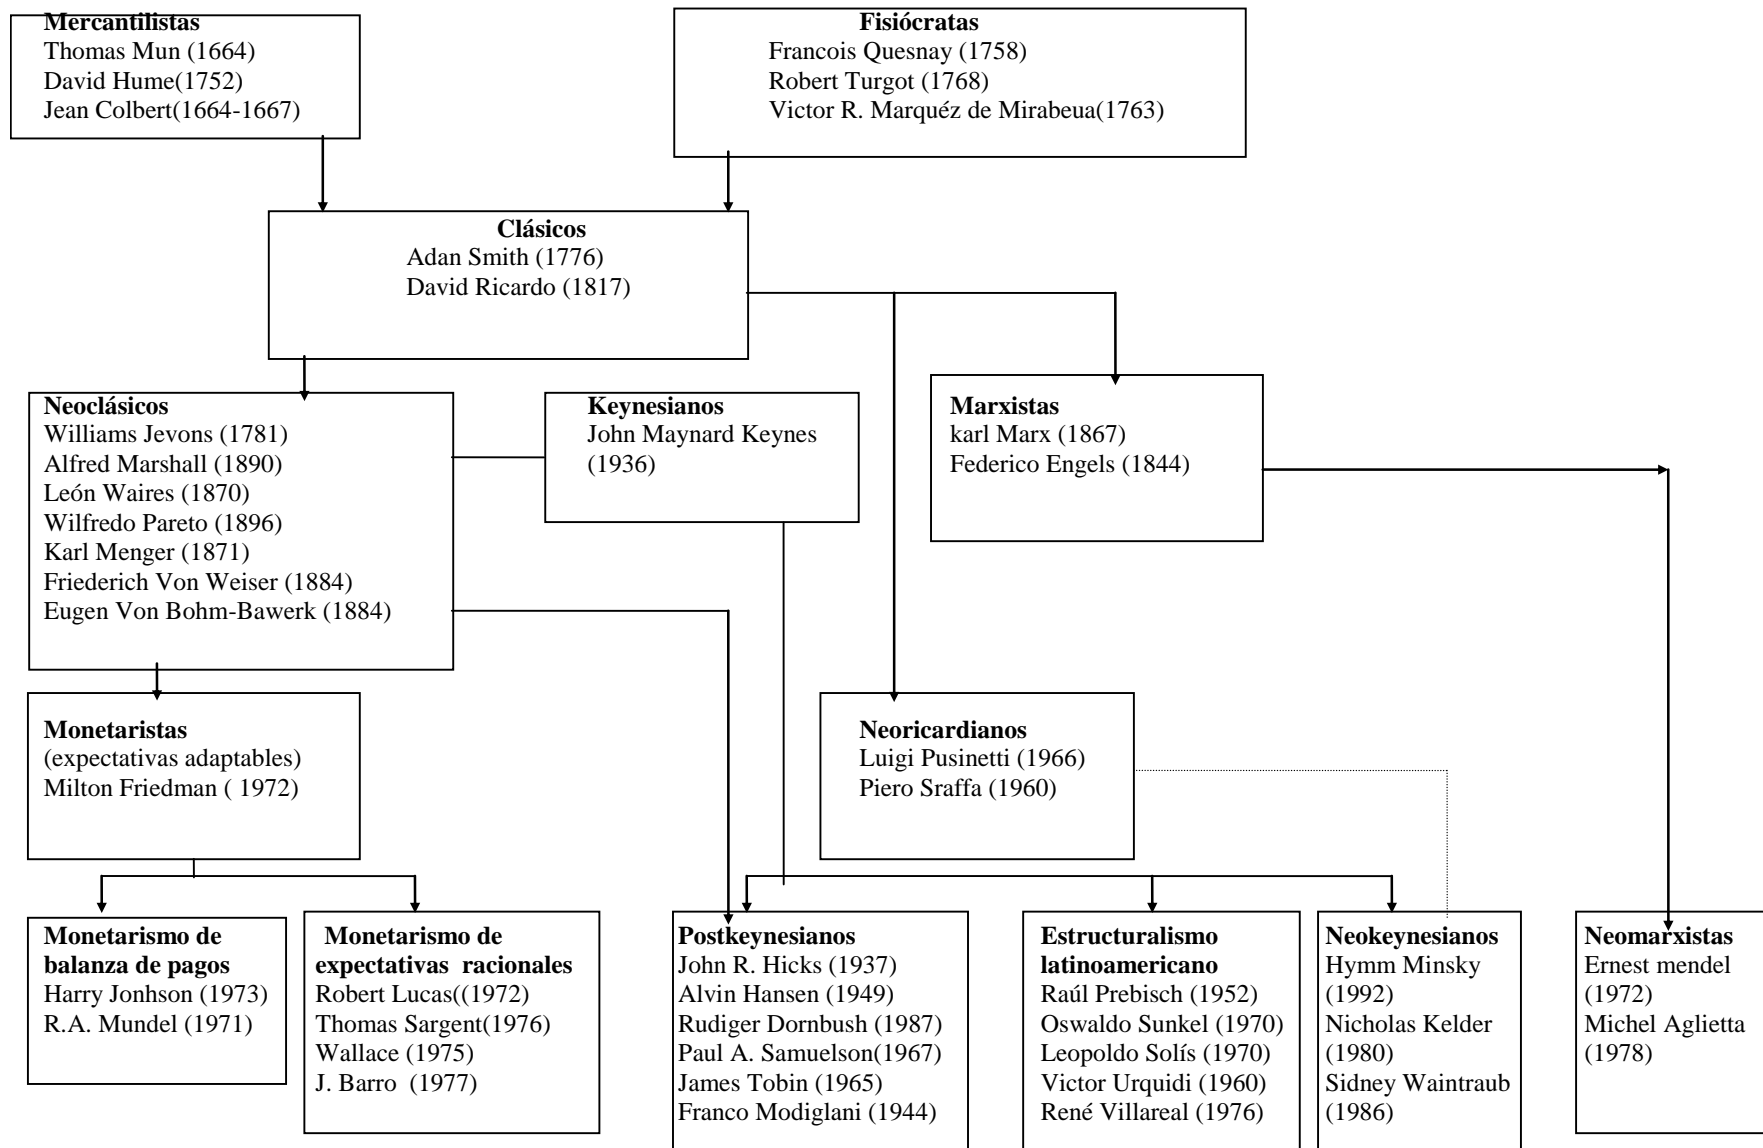 Mercantilistas
Thomas Mun (1664)
David Hume(1752)
Jean Colbert(1664-1667)
Fisiócratas
Francois Quesnay (1758)
Robert Turgot (1768)
Victor R. Marquéz de Mirabeua(1763)
Clásicos
Adan Smith (1776)
David Ricardo (1817)
Neoclásicos
Williams Jevons (1781)
Alfred Marshall (1890)
León Waires (1870)
Wilfredo Pareto (1896)
Karl Menger (1871)
Friederich Von Weiser (1884)
Eugen Von Bohm-Bawerk (1884)
Keynesianos
John Maynard Keynes
(1936)
Marxistas
karl Marx (1867)
Federico Engels (1844)
Monetaristas
(expectativas adaptables)
Milton Friedman ( 1972)
Neoricardianos
Luigi Pusinetti (1966)
Piero Sraffa (1960)
Monetarismo de
balanza de pagos
Harry Jonhson (1973)
R.A. Mundel (1971)
Monetarismo de
expectativas racionales
Robert Lucas((1972)
Thomas Sargent(1976)
Wallace (1975)
J. Barro (1977)
Postkeynesianos
John R. Hicks (1937)
Alvin Hansen (1949)
Rudiger Dornbush (1987)
Paul A. Samuelson(1967)
James Tobin (1965)
Franco Modiglani (1944)
Estructuralismo
latinoamericano
Raúl Prebisch (1952)
Oswaldo Sunkel (1970)
Leopoldo Solís (1970)
Victor Urquidi (1960)
René Villareal (1976)
Neokeynesianos
Hymm Minsky
(1992)
Nicholas Kelder
(1980)
Sidney Waintraub
(1986)
Neomarxistas
Ernest mendel
(1972)
Michel Aglietta
(1978)